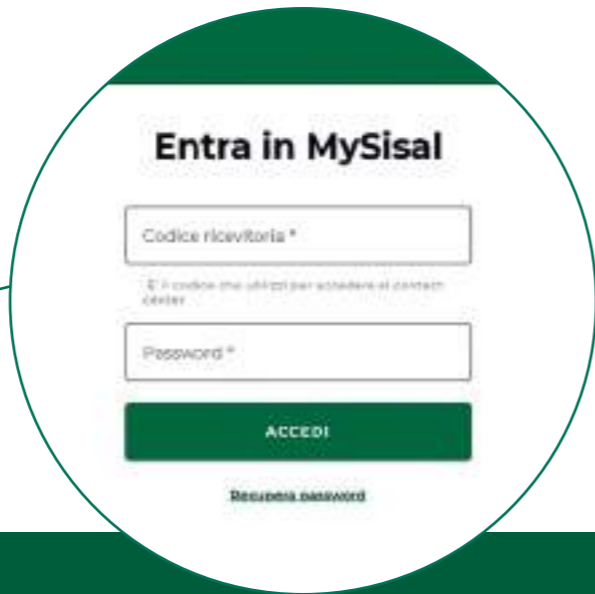 Entra in MySisal
Codice ricevitoria *
E' il codice che utilizzi per accedere al contact
center
Password *
ACCEDI
Recupera password